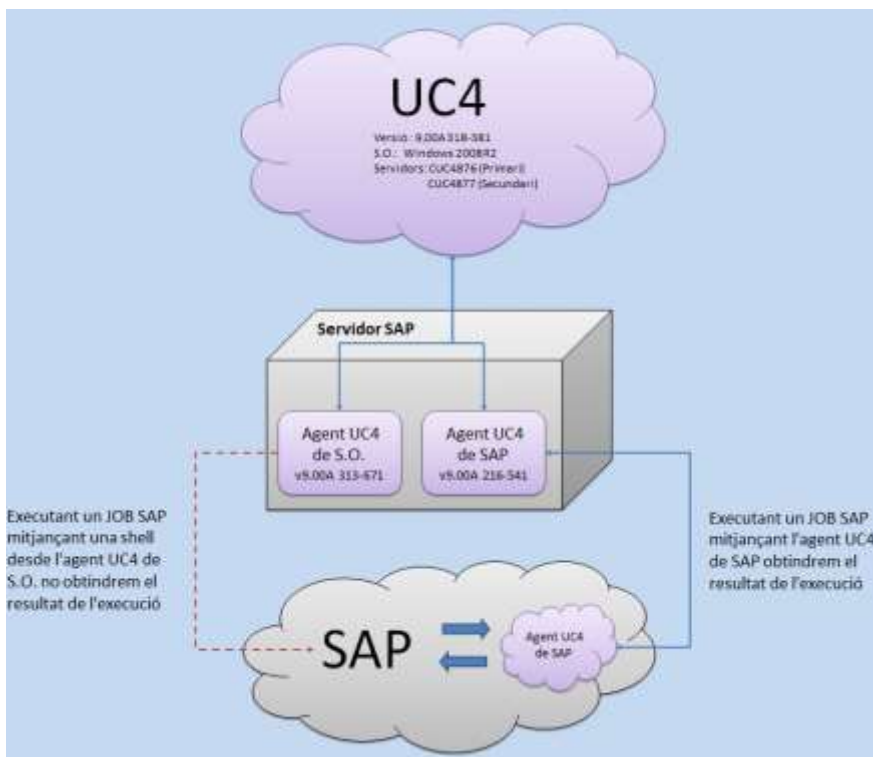 UC4
Versió: 9.00A 318-381
S.O.: Windows 2008R2
Servidors: CUC4876 (Primari)
CUC4877 (Secundari)
Servidor SAP
Agent UC4
de S.O.
v9.00A 313-671
Agent UC4
de SAP
v9.00A 216-541
Executant un JOB SAP
mitjançant una shell
desde l'agent UC4 de
S.O. no obtindrem el
resultat de l'execució
Executant un JOB SAP
mitjançant l'agent UC4
de SAP obtindrem el
resultat de l'execució
SAP
Agent UC4
de SAP